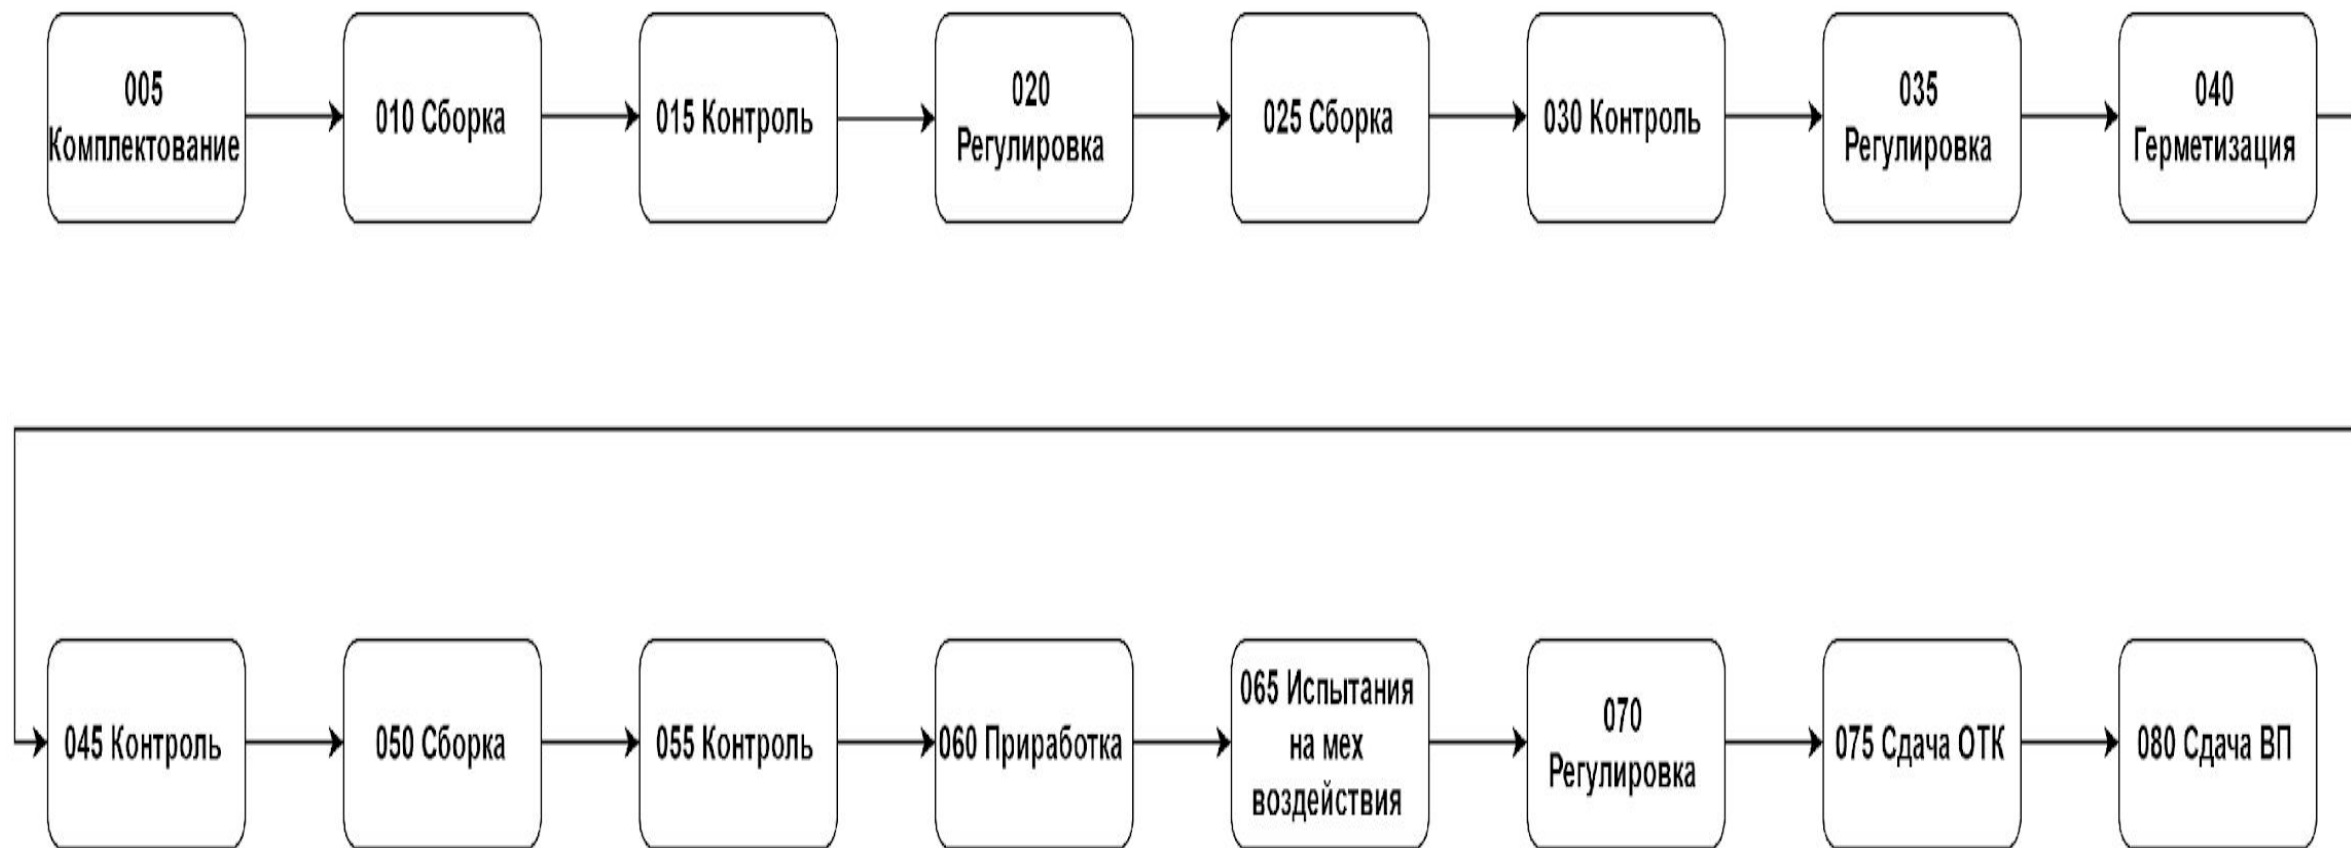 005
Комплектование
010 Сборка
015 Контроль
020
Регулировка
025 Сборка
030 Контроль
035
Регулировка
040
Герметизация
045 Контроль
050 Сборка
055 Контроль
060 Приработка
065 Испытания
на мех
воздействия
070
Регулировка
075 Сдача ОТК
080 Сдача ВП